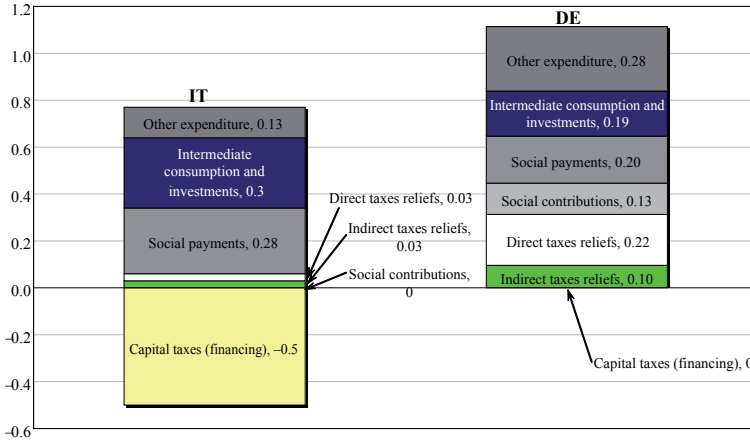 1.2
1.0
0.8
0.6
0.4
0.2
0.0
–0.2
–0.4
–0.6
IT
Other expenditure, 0.13
Intermediate
consumption and
investments, 0.3
Social payments, 0.28
Direct taxes reliefs, 0.03
Indirect taxes reliefs,
0.03
Social contributions,
0
Capital taxes (financing), –0.5
DE
Other expenditure, 0.28
Intermediate consumption and
investments, 0.19
Social payments, 0.20
Social contributions, 0.13
Direct taxes reliefs, 0.22
Indirect taxes reliefs, 0.10
Capital taxes (financing), 0